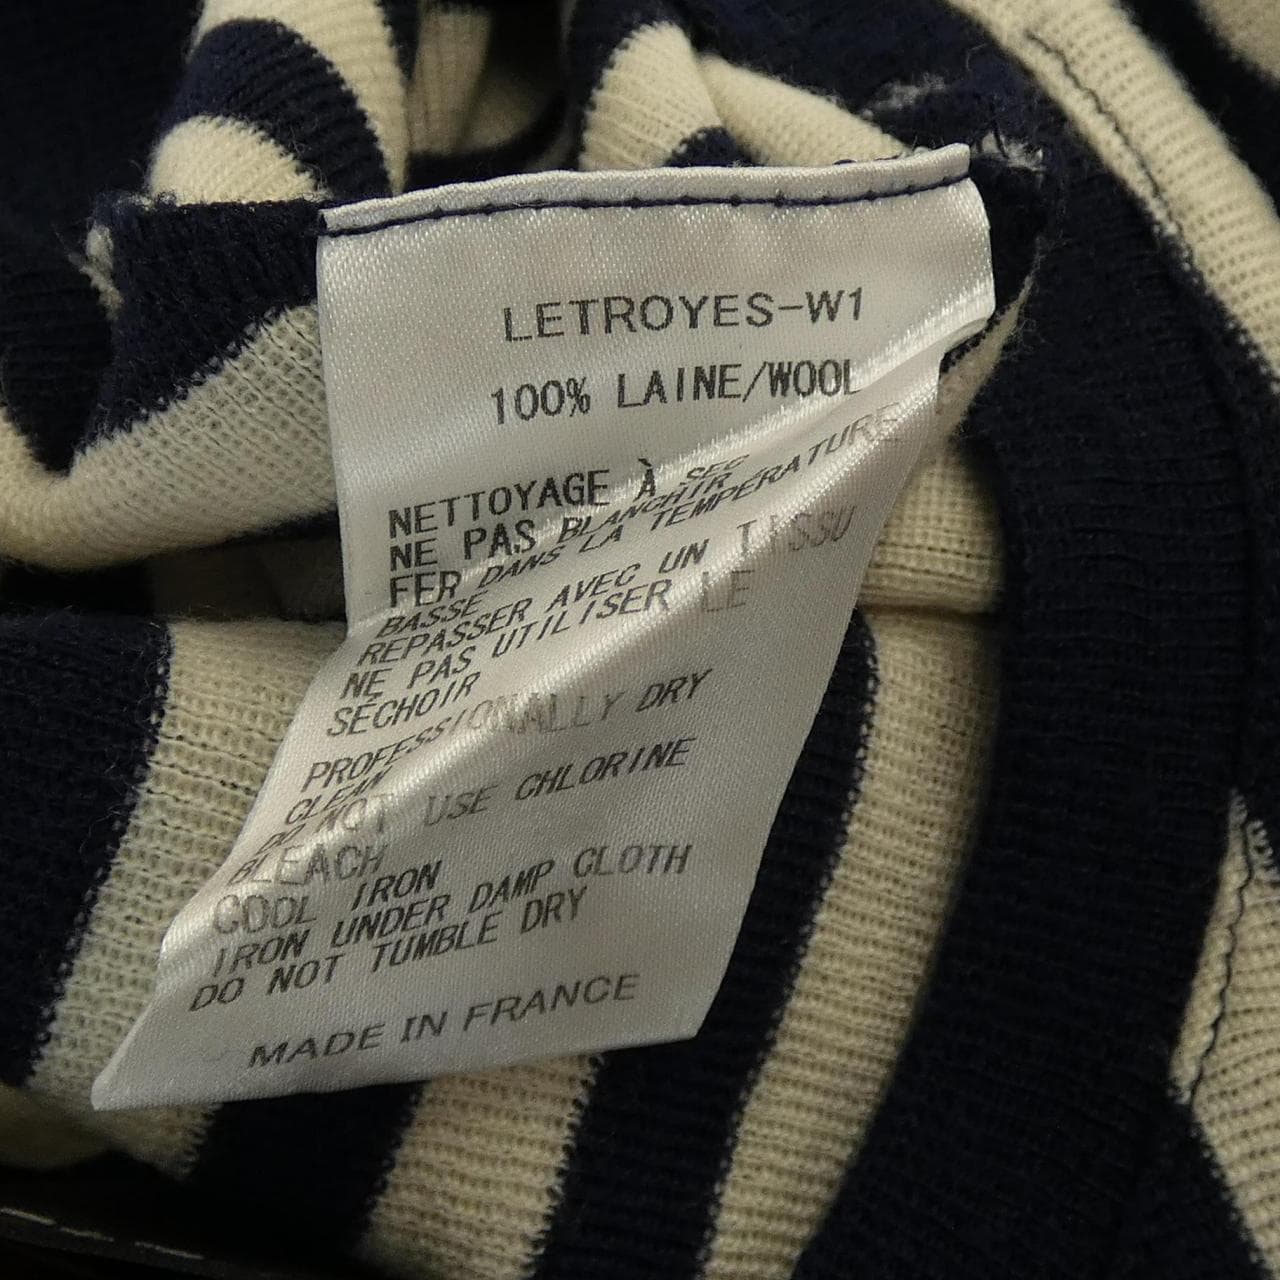 LETROYES-W1
100% LAINE/WOOL
NETTOYAGE À SEC
NE PAS BLANCHIR
FER DANS LA TEMPÉRATURE
BASSE
REPASSER AVEC UN TISSU
NE PAS UTILISER LE
SÉCHOIR
PROFESSIONALLY DRY
CLEAN
DO NOT USE CHLORINE
BLEACH
COOL IRON
IRON UNDER DAMP CLOTH
DO NOT TUMBLE DRY
MADE IN FRANCE